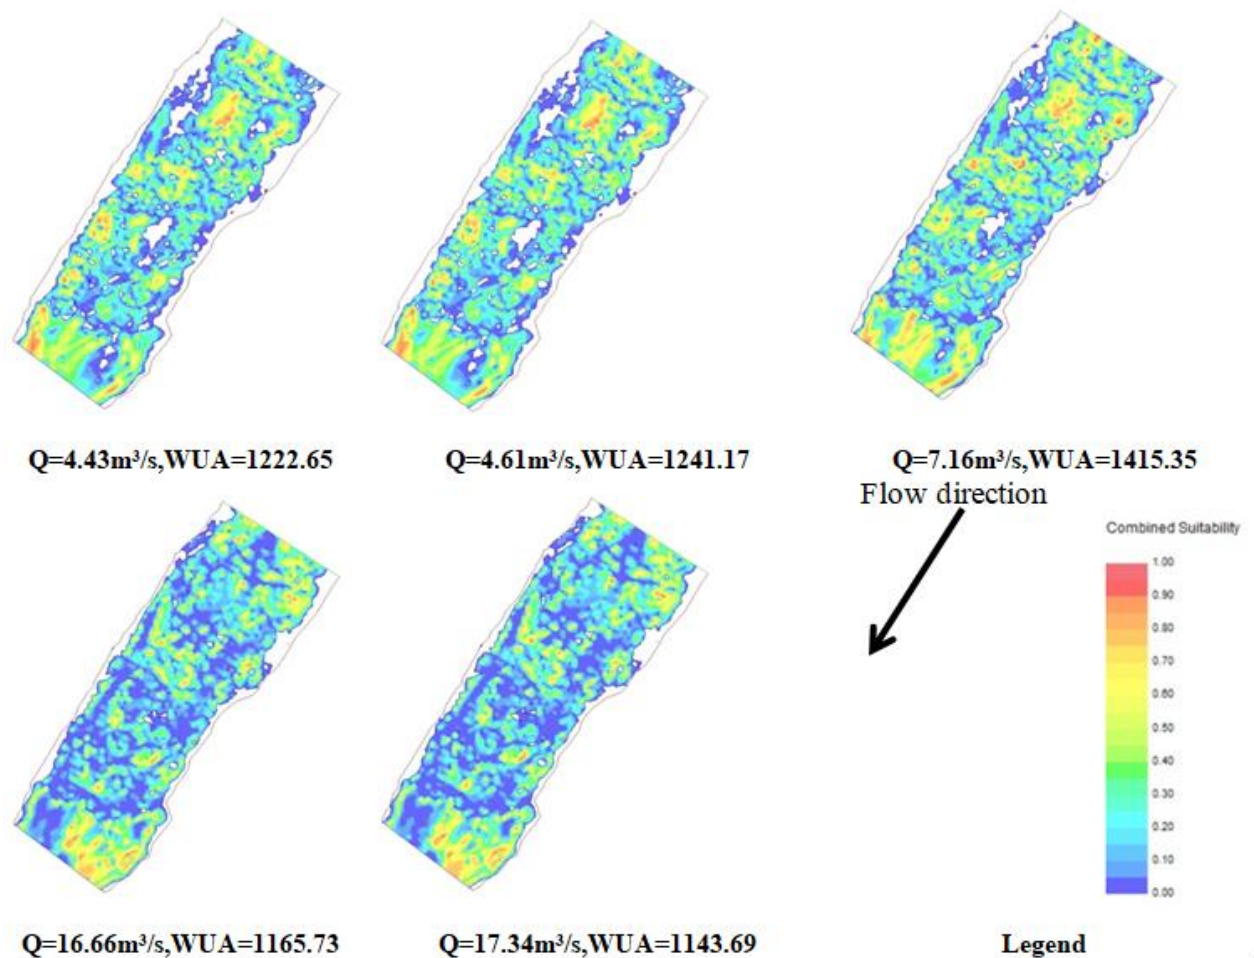 Q=4.43m³/s,WUA=1222.65
Q=4.61m³/s,WUA=1241.17
Q=7.16m³/s,WUA=1415.35
Flow direction
Combined Suitability
1.00
0.90
0.80
0.70
0.60
0.50
0.40
0.30
0.20
0.10
0.00
Q=16.66m³/s,WUA=1165.73
Q=17.34m³/s,WUA=1143.69
Legend